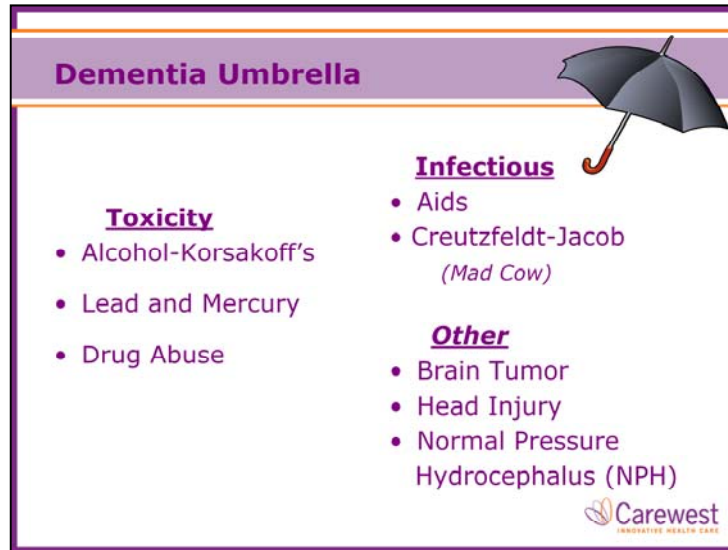 Dementia Umbrella
Toxicity
• Alcohol-Korsakoff's
• Lead and Mercury
• Drug Abuse
Infectious
• Aids
• Creutzfeldt-Jacob
(Mad Cow)
Other
• Brain Tumor
• Head Injury
• Normal Pressure
Hydrocephalus (NPH)
Carewest
INNOVATIVE HEALTH CARE